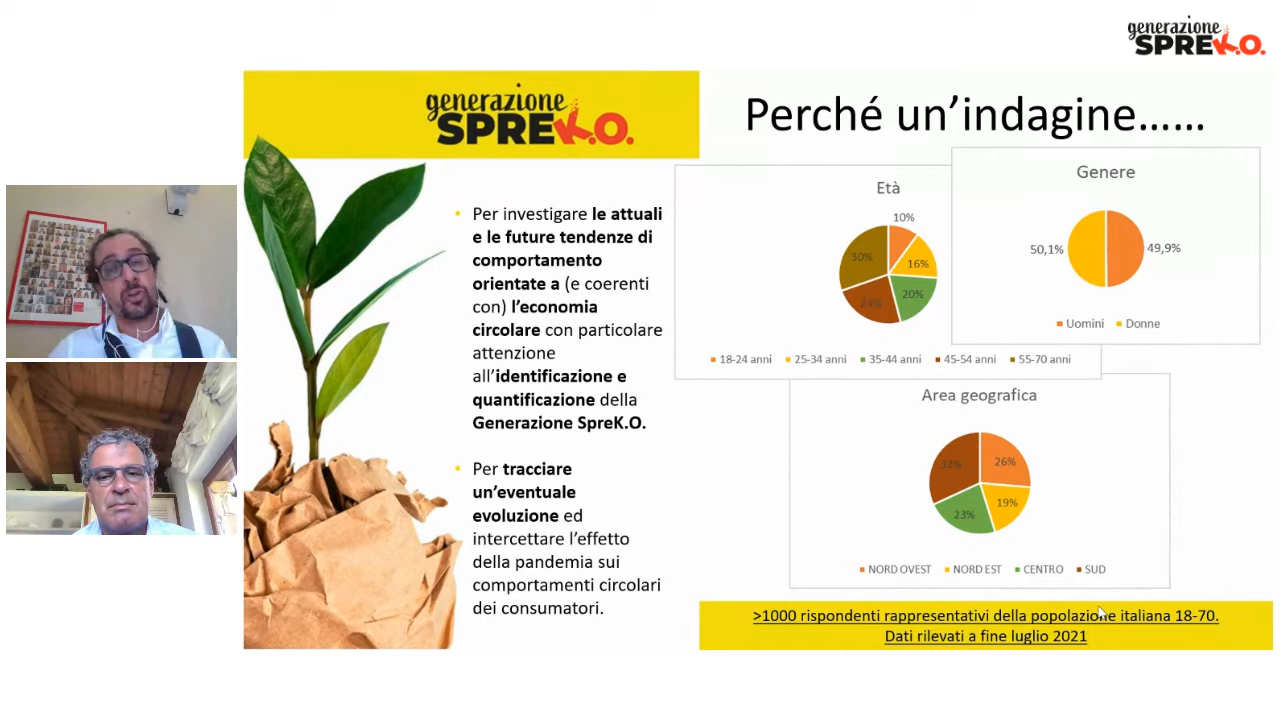 generazione
SPREK.O.
generazione
SPREK.O.
Perché un’indagine……
Per investigare le attuali
e le future tendenze di
comportamento
orientate a (e coerenti
con) l’economia
circolare con particolare
attenzione
all’identificazione e
quantificazione della
Generazione SpreK.O.
Per tracciare
un’eventuale
evoluzione ed
intercettare l’effetto
della pandemia sui
comportamenti circolari
dei consumatori.
Età
10%
16%
20%
24%
30%
18-24 anni 25-34 anni 35-44 anni 45-54 anni 55-70 anni
Genere
50,1%
49,9%
Uomini Donne
Area geografica
32%
26%
19%
23%
NORD OVEST NORD EST CENTRO SUD
>1000 rispondenti rappresentativi della popolazione italiana 18-70.
Dati rilevati a fine luglio 2021